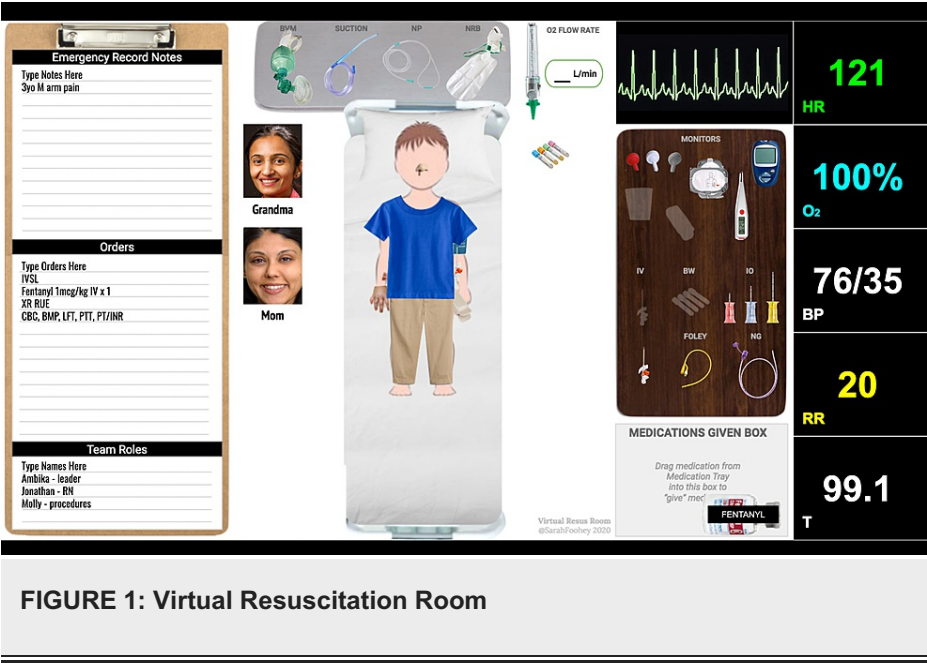 Emergency Record Notes
Type Notes Here
3yo M arm pain
Orders
Type Orders Here
IVSL
Fentanyl 1mcg/kg IV x 1
XR RUE
CBC, BMP, LFT, PTT, PT/INR
Team Roles
Type Names Here
Ambika - leader
Jonathan - RN
Molly - procedures
BVM
SUCTION
NP
NRB
O2 FLOW RATE
___ L/min
Grandma
Mom
MONITORS
IV
BW
IO
FOLEY
NG
MEDICATIONS GIVEN BOX
Drag medication from
Medication Tray
into this box to
"give"
FENTANYL
Virtual Resus Room
@SarahFoohey 2020
121
HR
100%
O2
76/35
BP
20
RR
99.1
T
FIGURE 1: Virtual Resuscitation Room